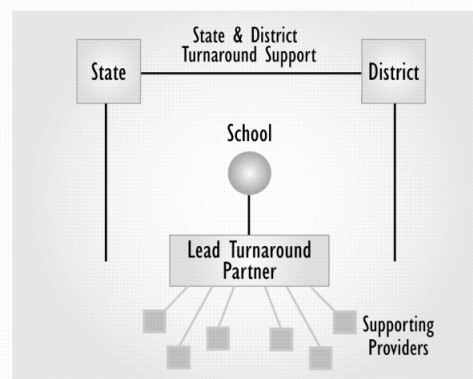 State & District
Turnaround Support
State
District
School
Lead Turnaround
Partner
Supporting
Providers